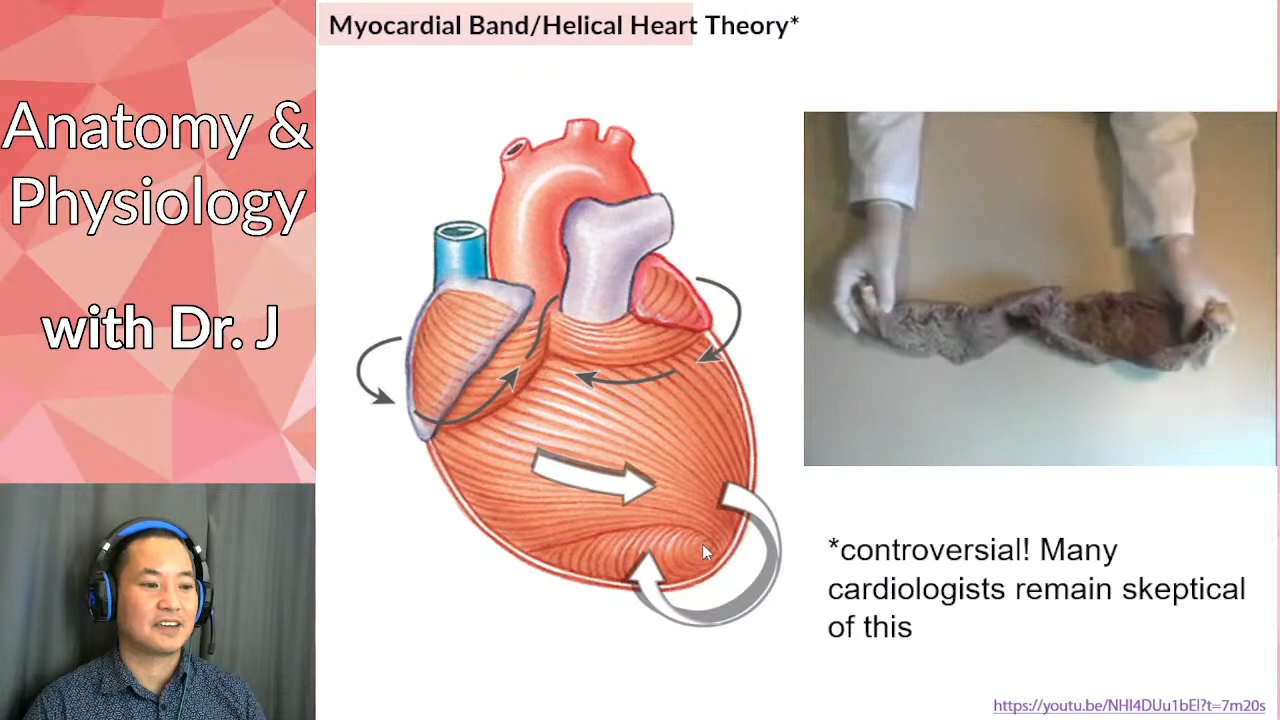 Anatomy &
Physiology
with Dr. J
Myocardial Band/Helical Heart Theory*
*controversial! Many
cardiologists remain skeptical
of this
https://youtu.be/NHl4DUu1bEI?t=7m20s